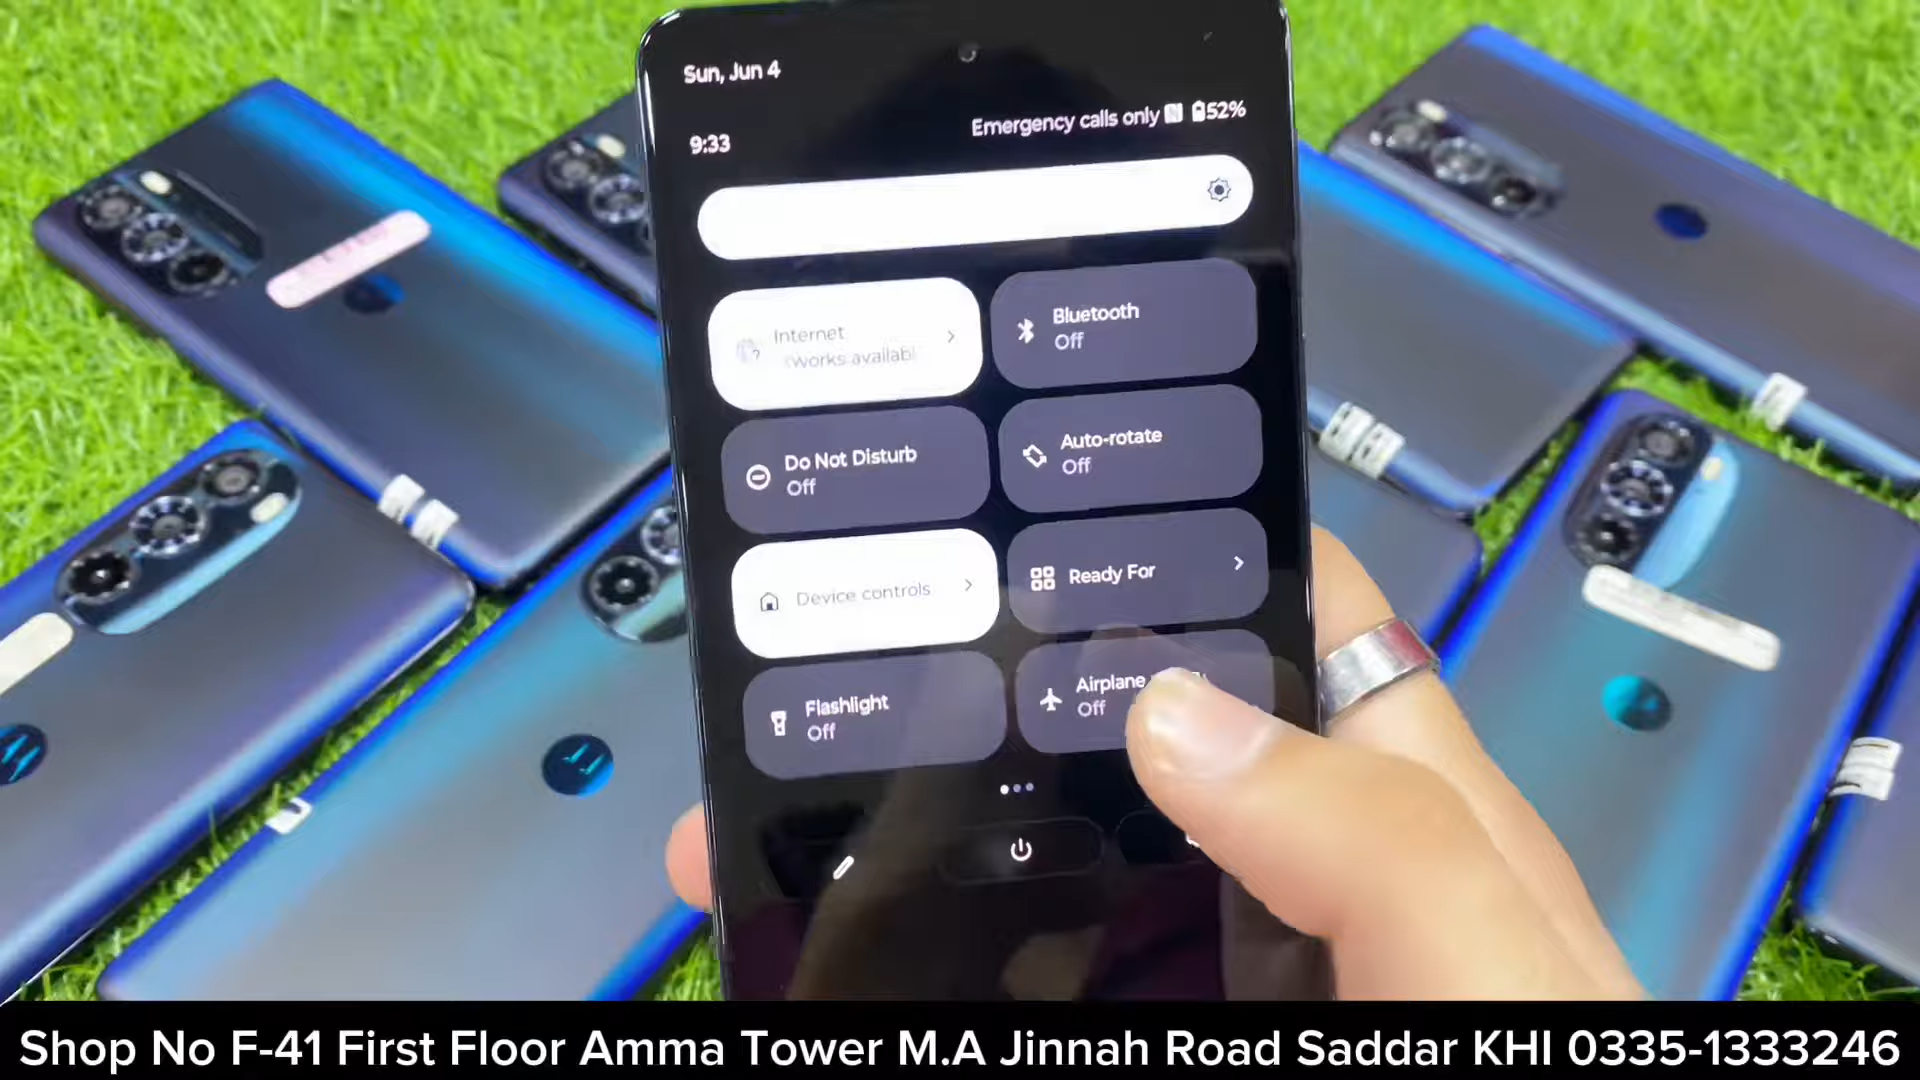 Sun, Jun 4
Emergency calls only 52%
9:33
Internet
works availabl
Bluetooth
Off
Do Not Disturb
Off
Auto-rotate
Off
Device controls
Ready For
Flashlight
Off
Airplane
Off
Shop No F-41 First Floor Amma Tower M.A Jinnah Road Saddar KHI 0335-1333246